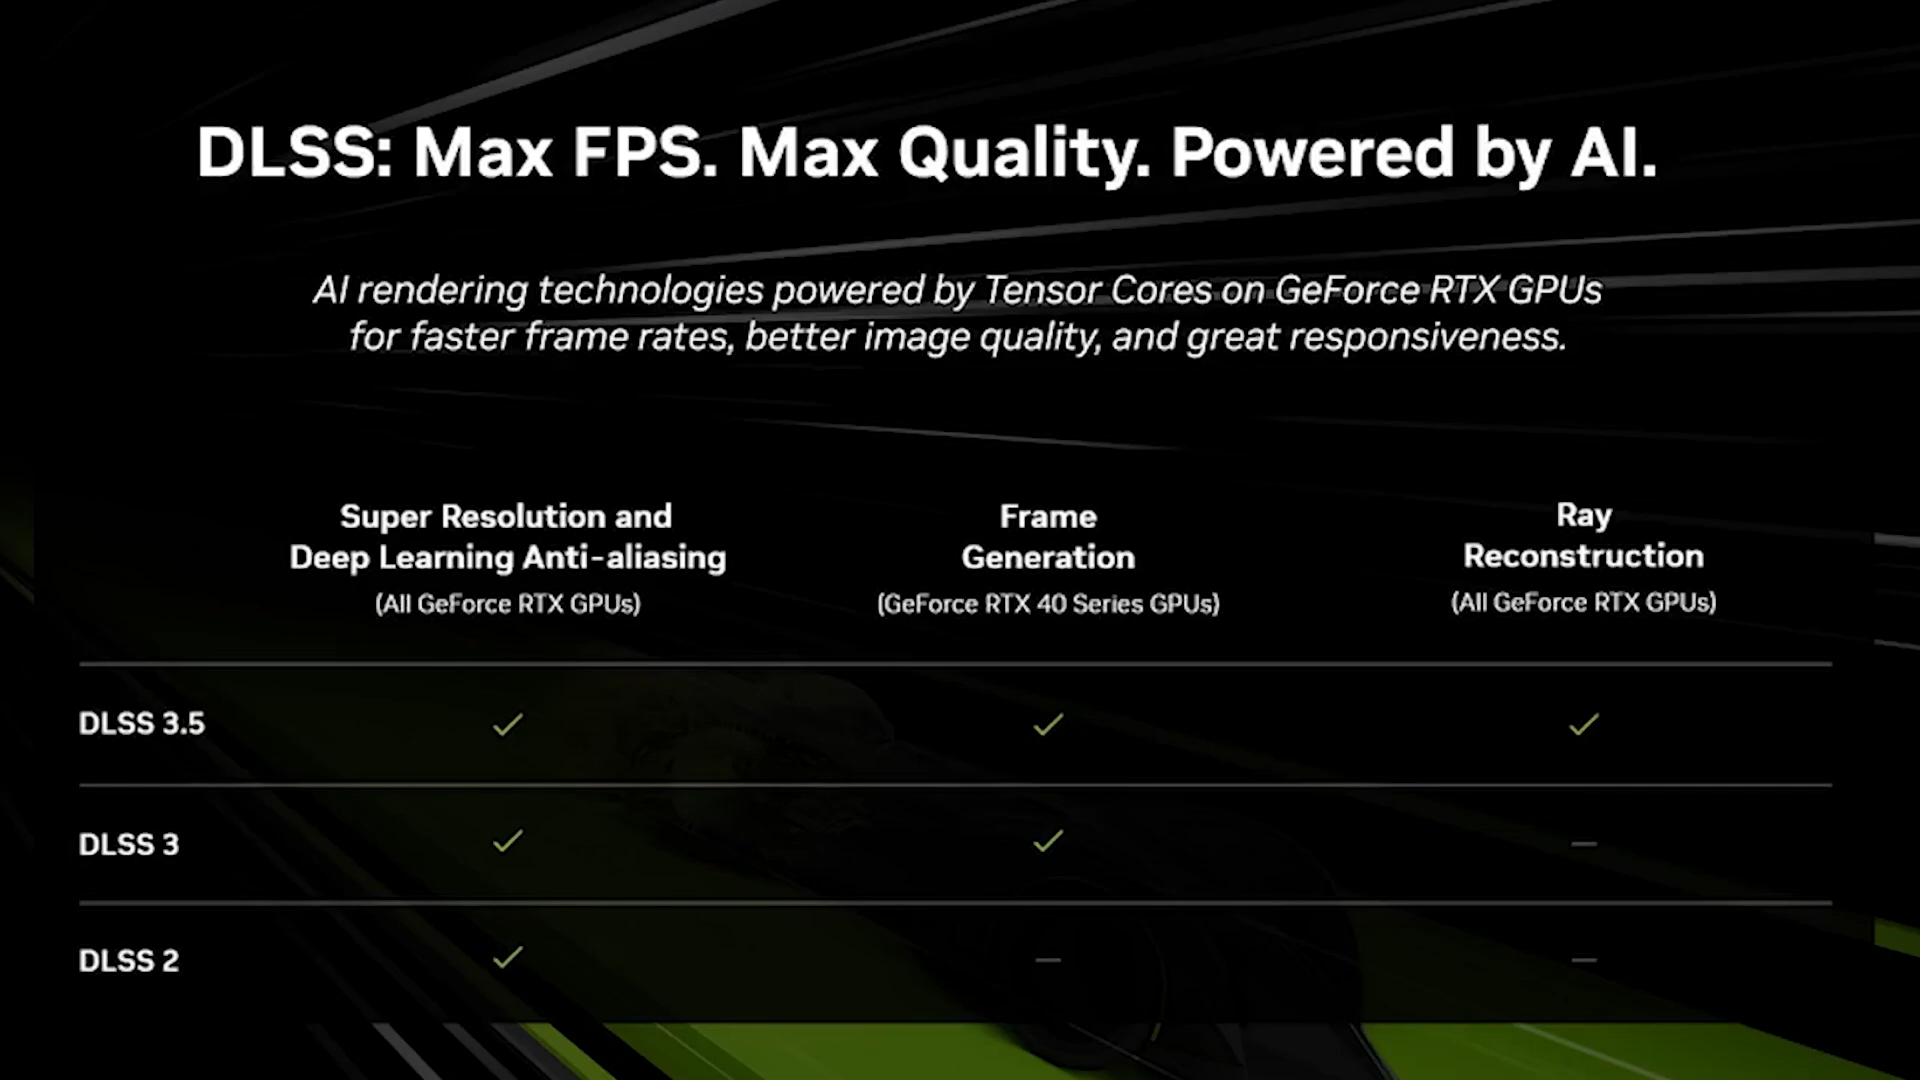 DLSS: Max FPS. Max Quality. Powered by AI.
AI rendering technologies powered by Tensor Cores on GeForce RTX GPUs
for faster frame rates, better image quality, and great responsiveness.
Super Resolution and
Deep Learning Anti-aliasing
(All GeForce RTX GPUs)
Frame
Generation
(GeForce RTX 40 Series GPUs)
Ray
Reconstruction
(All GeForce RTX GPUs)
DLSS 3.5 ✓ ✓ ✓
DLSS 3 ✓ ✓ —
DLSS 2 ✓ — —